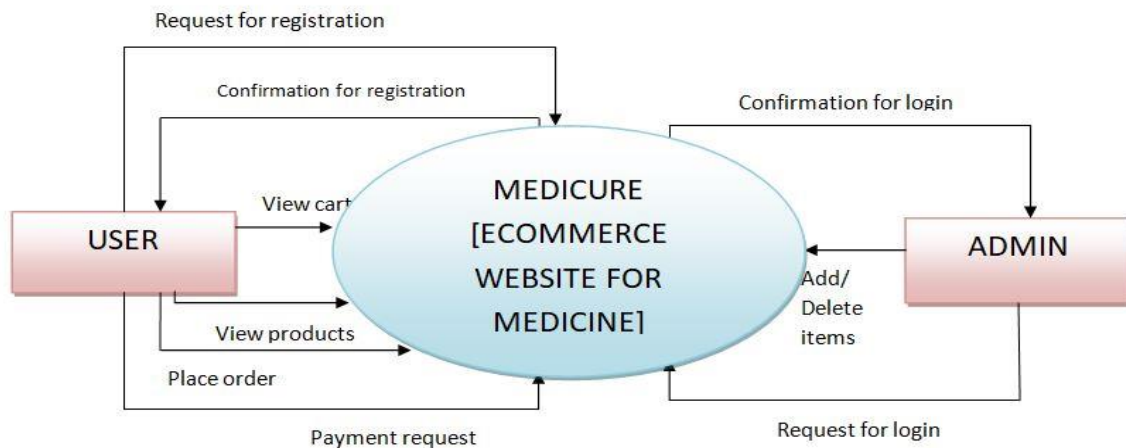 Request for registration
Confirmation for registration
Confirmation for login
View cart
USER
MEDICURE
[ECOMMERCE
WEBSITE FOR
MEDICINE]
ADMIN
Add/
Delete
items
View products
Place order
Payment request
Request for login